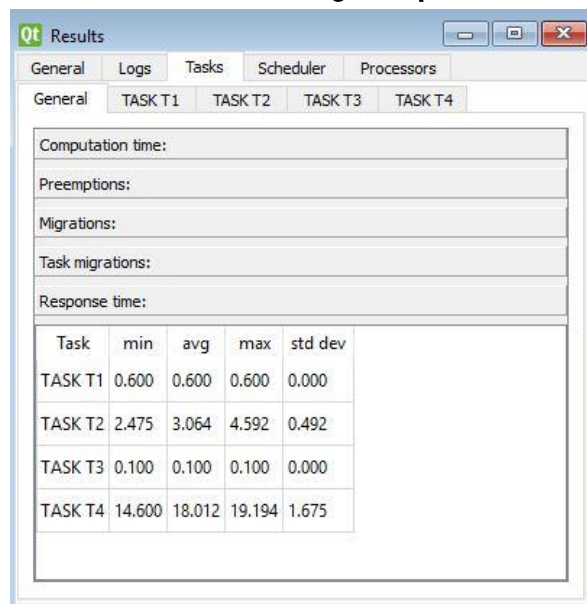 Qt Results
General Logs Tasks Scheduler Processors
General TASK T1 TASK T2 TASK T3 TASK T4
Computation time:
Preemptions:
Migrations:
Task migrations:
Response time:
Task min avg max std dev
TASK T1 0.600 0.600 0.600 0.000
TASK T2 2.475 3.064 4.592 0.492
TASK T3 0.100 0.100 0.100 0.000
TASK T4 14.600 18.012 19.194 1.675